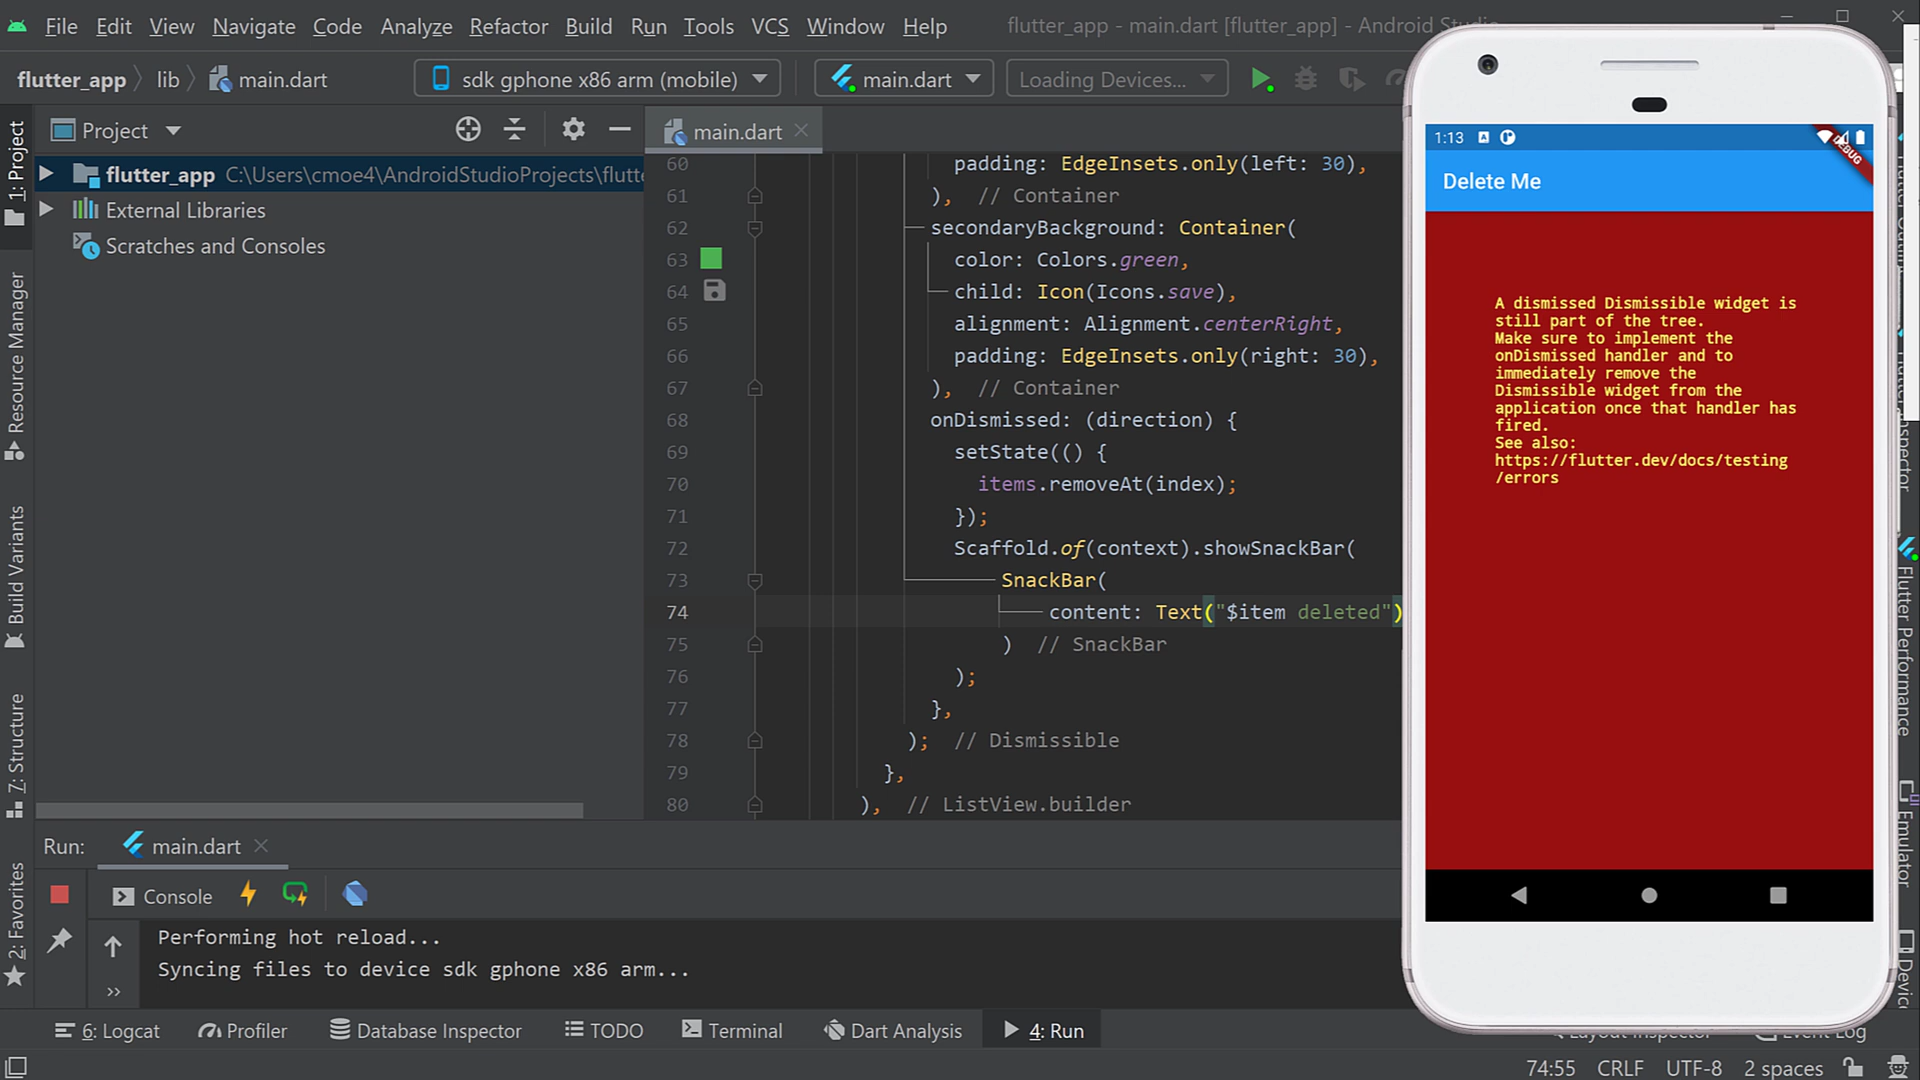 File Edit View Navigate Code Analyze Refactor Build Run Tools VCS Window Help
flutter_app - main.dart [flutter_app] - Android Studio
flutter_app lib main.dart
sdk gphone x86 arm (mobile)
main.dart
Loading Devices...
Project
main.dart
flutter_app C:\Users\cmoe4\AndroidStudioProjects\flutte
External Libraries
Scratches and Consoles
1: Project
Resource Manager
Build Variants
7: Structure
2: Favorites
60 padding: EdgeInsets.only(left: 30),
61 ), // Container
62 secondaryBackground: Container(
63 color: Colors.green,
64 child: Icon(Icons.save),
65 alignment: Alignment.centerRight,
66 padding: EdgeInsets.only(right: 30),
67 ), // Container
68 onDismissed: (direction) {
69 setState(() {
70 items.removeAt(index);
71 });
72 Scaffold.of(context).showSnackBar(
73 SnackBar(
74 content: Text("$item deleted")
75 ) // SnackBar
76 );
77 },
78 ); // Dismissible
79 },
80 ), // ListView.builder
1:13
DEBUG
Delete Me
A dismissed Dismissible widget is
still part of the tree.
Make sure to implement the
onDismissed handler and to
immediately remove the
Dismissible widget from the
application once that handler has
fired.
See also:
https://flutter.dev/docs/testing
/errors
Flutter Performance
Emulator
Run: main.dart
Console
Performing hot reload...
Syncing files to device sdk gphone x86 arm...
6: Logcat Profiler Database Inspector TODO Terminal Dart Analysis 4: Run Layout Inspector Event Log
74:55 CRLF UTF-8 2 spaces